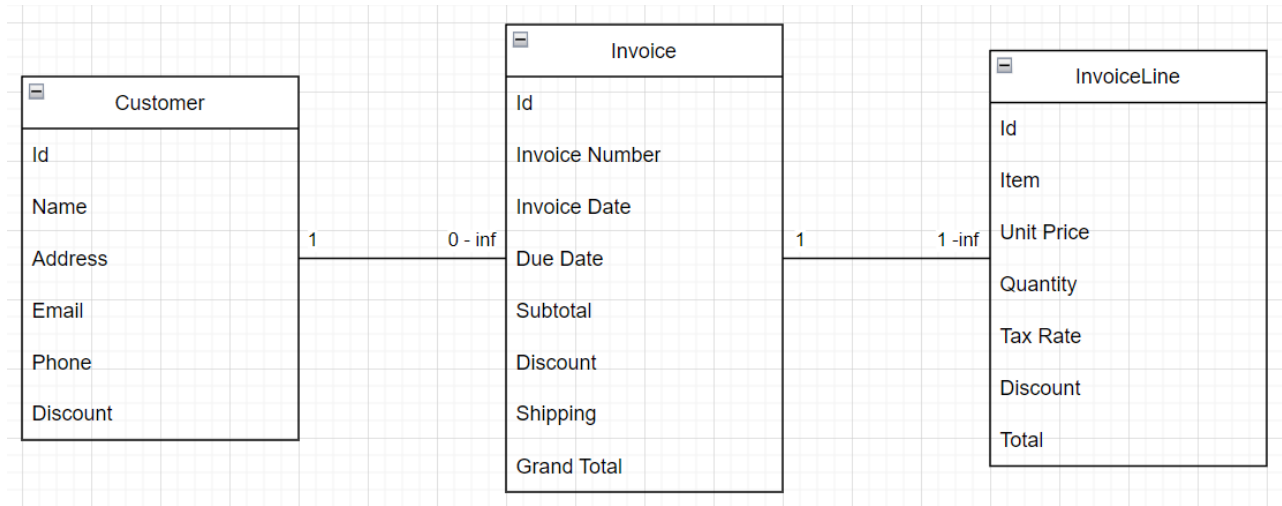 Customer
Id
Name
Address
Email
Phone
Discount
1
0 - inf
Invoice
Id
Invoice Number
Invoice Date
Due Date
Subtotal
Discount
Shipping
Grand Total
1
1 -inf
InvoiceLine
Id
Item
Unit Price
Quantity
Tax Rate
Discount
Total